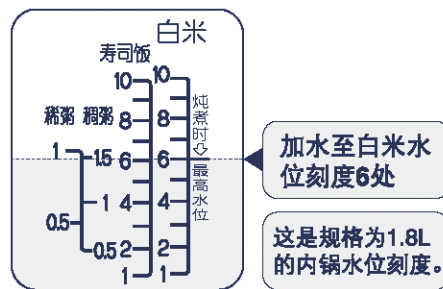 白米
寿司饭
稀粥 稠粥
10 10
8 8
1 1.5 6 6
1 4 4
0.5
0.5 2 2
1 1
炖煮时⇩最高水位
加水至白米水
位刻度6处
这是规格为1.8L
的内锅水位刻度。